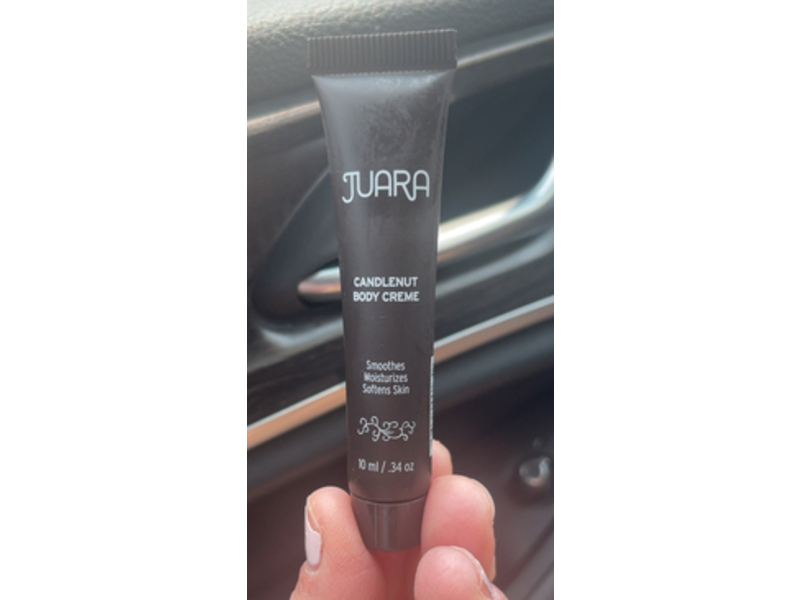 JUARA
CANDLENUT
BODY CREME
Smoothes
Moisturizes
Softens Skin
10 ml / .34 oz